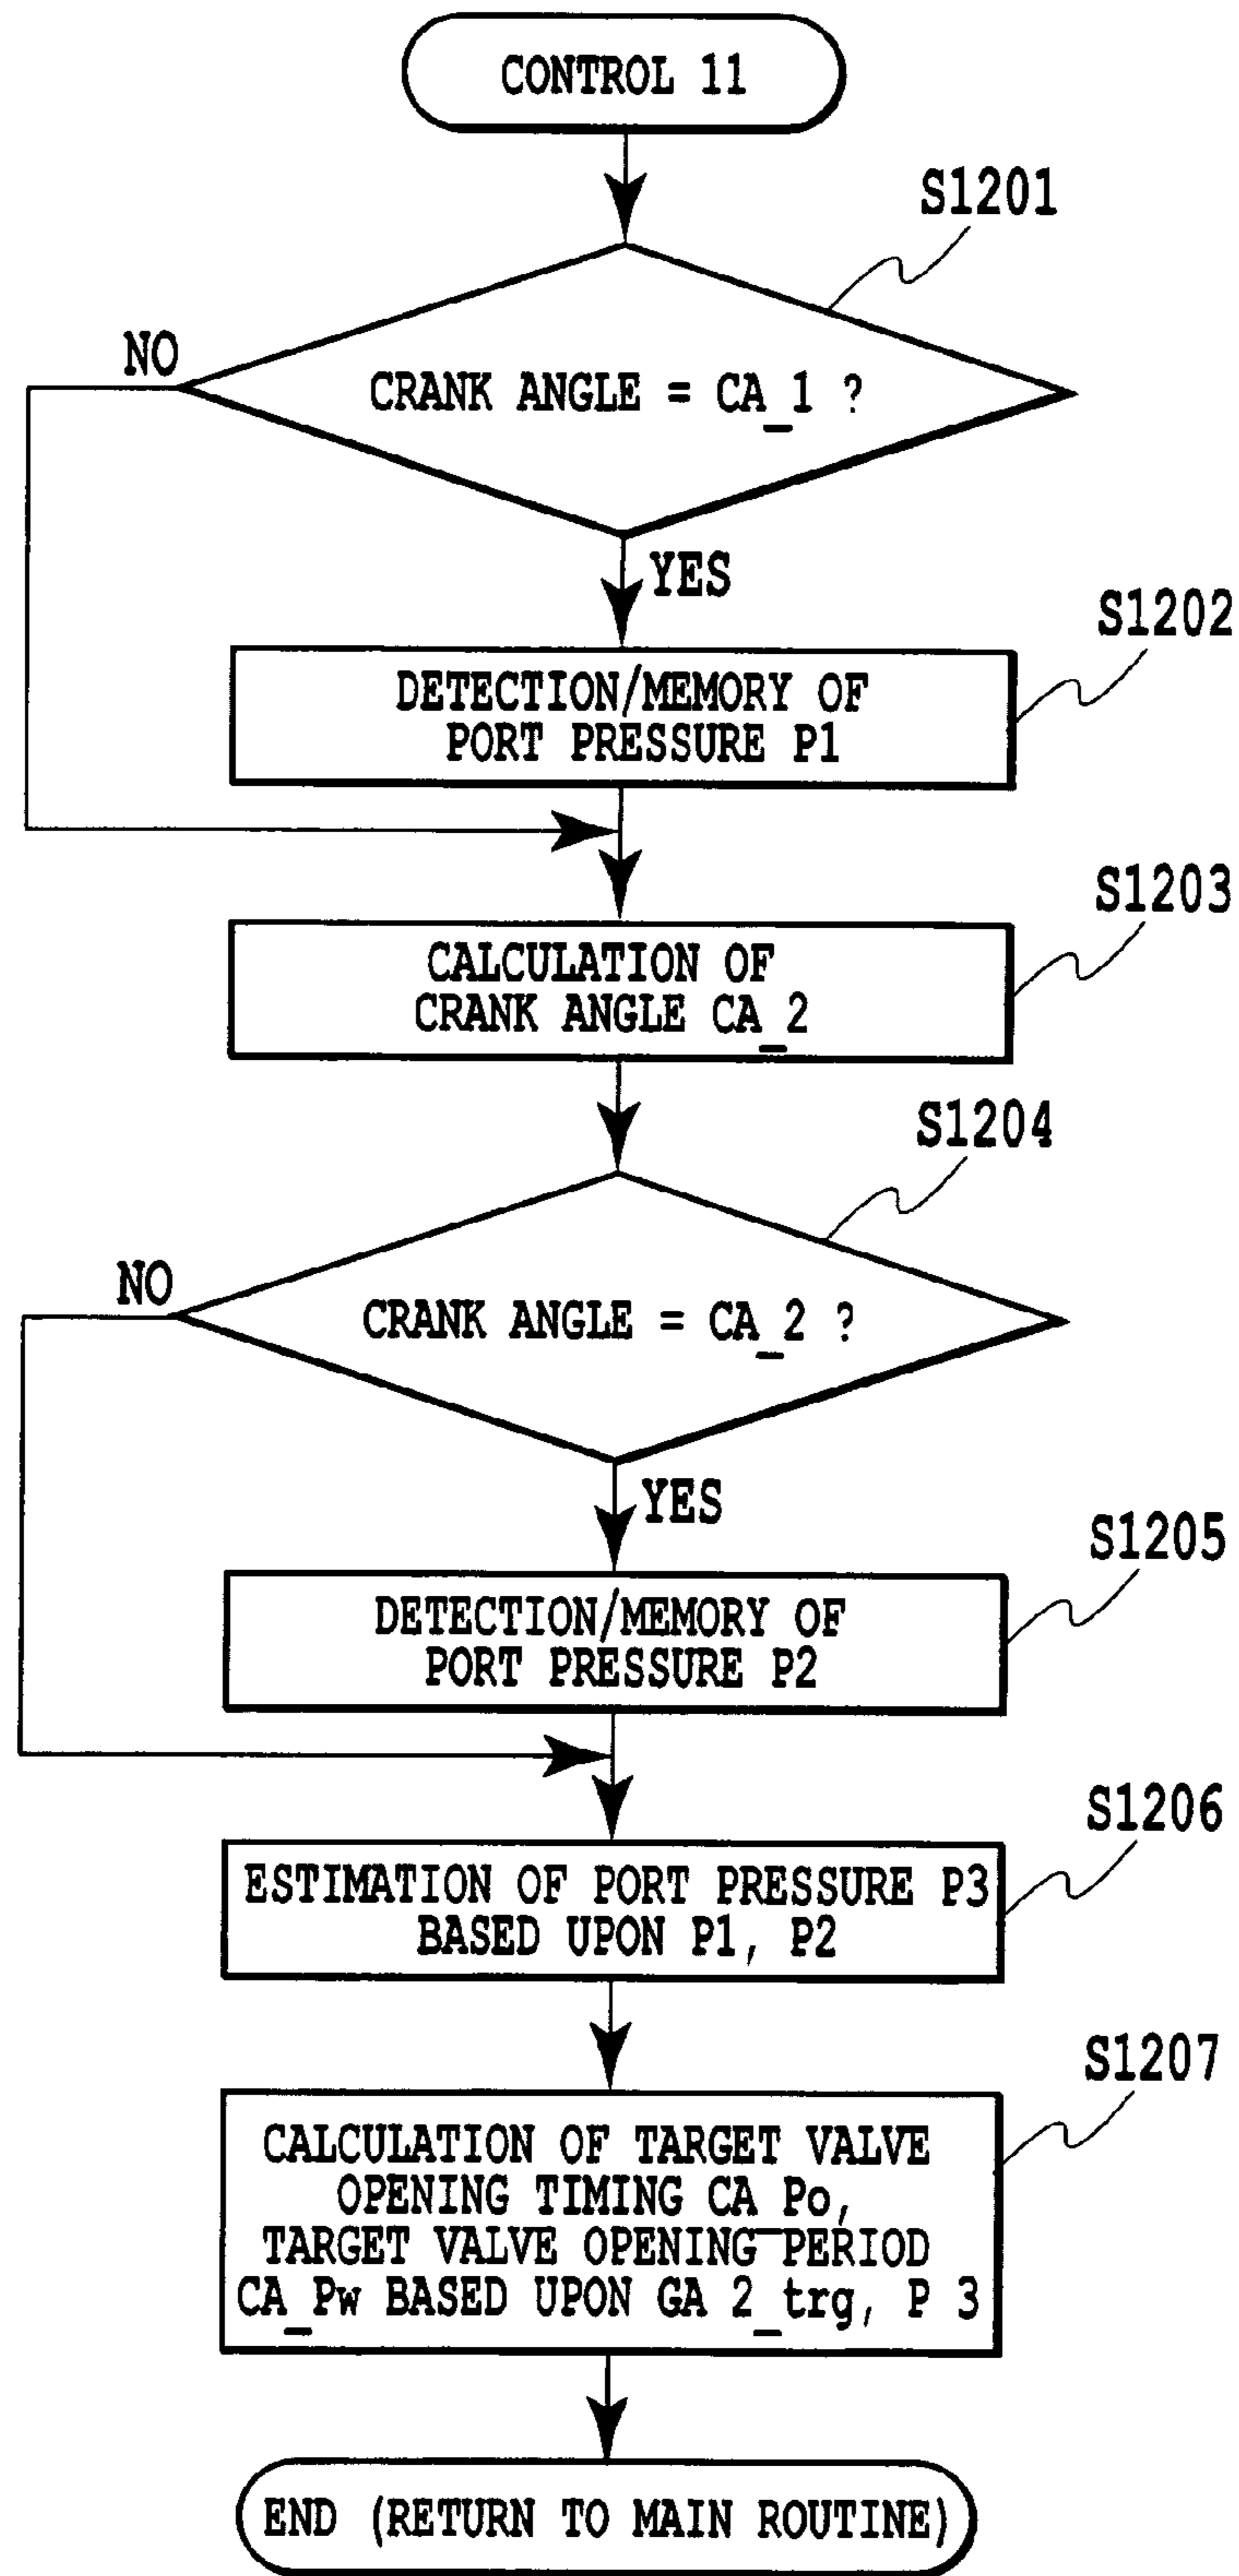 CONTROL 11
S1201
NO
CRANK ANGLE = CA_1 ?
YES
S1202
DETECTION/MEMORY OF
PORT PRESSURE P1
S1203
CALCULATION OF
CRANK ANGLE CA_2
S1204
NO
CRANK ANGLE = CA_2 ?
YES
S1205
DETECTION/MEMORY OF
PORT PRESSURE P2
S1206
ESTIMATION OF PORT PRESSURE P3
BASED UPON P1, P2
S1207
CALCULATION OF TARGET VALVE
OPENING TIMING CA_Po,
TARGET VALVE OPENING PERIOD
CA_Pw BASED UPON GA 2_trg, P 3
END (RETURN TO MAIN ROUTINE)